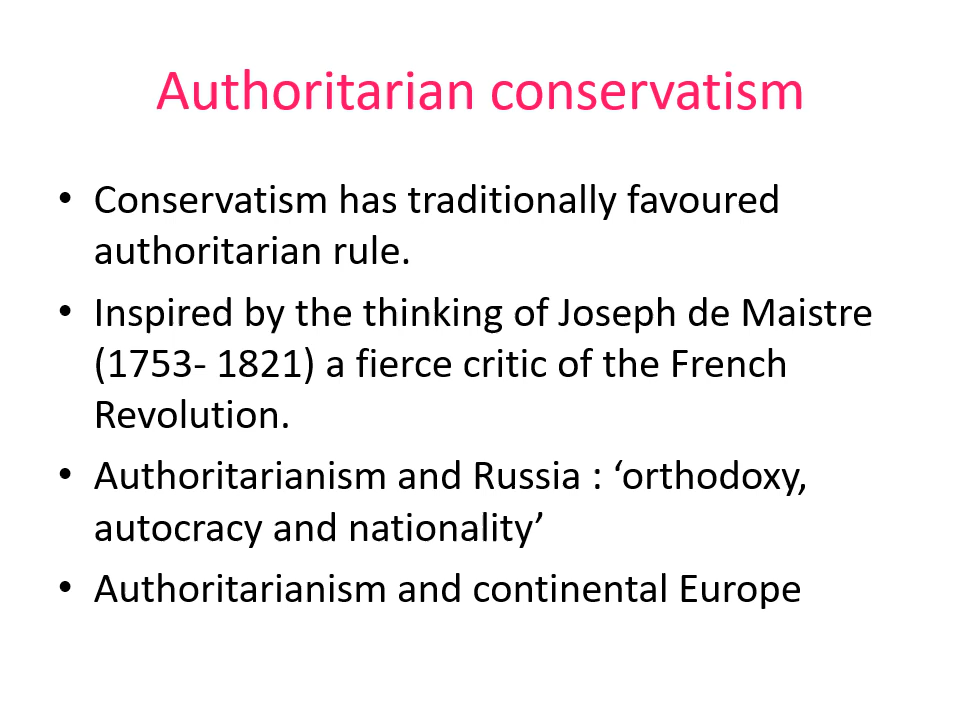 Authoritarian conservatism
• Conservatism has traditionally favoured
authoritarian rule.
• Inspired by the thinking of Joseph de Maistre
(1753- 1821) a fierce critic of the French
Revolution.
• Authoritarianism and Russia : ‘orthodoxy,
autocracy and nationality’
• Authoritarianism and continental Europe